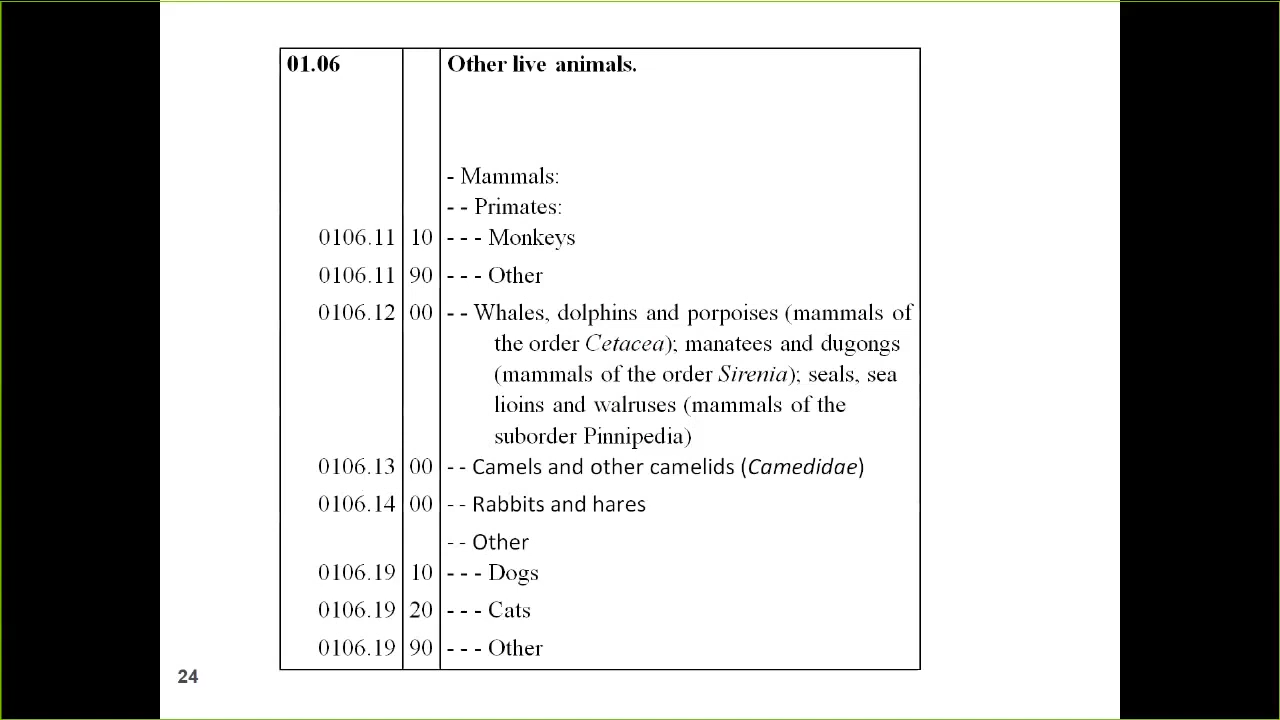 01.06 Other live animals.
- Mammals:
- - Primates:
0106.11 10 - - - Monkeys
0106.11 90 - - - Other
0106.12 00 - - Whales, dolphins and porpoises (mammals of
the order Cetacea); manatees and dugongs
(mammals of the order Sirenia); seals, sea
lioins and walruses (mammals of the
suborder Pinnipedia)
0106.13 00 - - Camels and other camelids (Camedidae)
0106.14 00 - - Rabbits and hares
- - Other
0106.19 10 - - - Dogs
0106.19 20 - - - Cats
0106.19 90 - - - Other
24